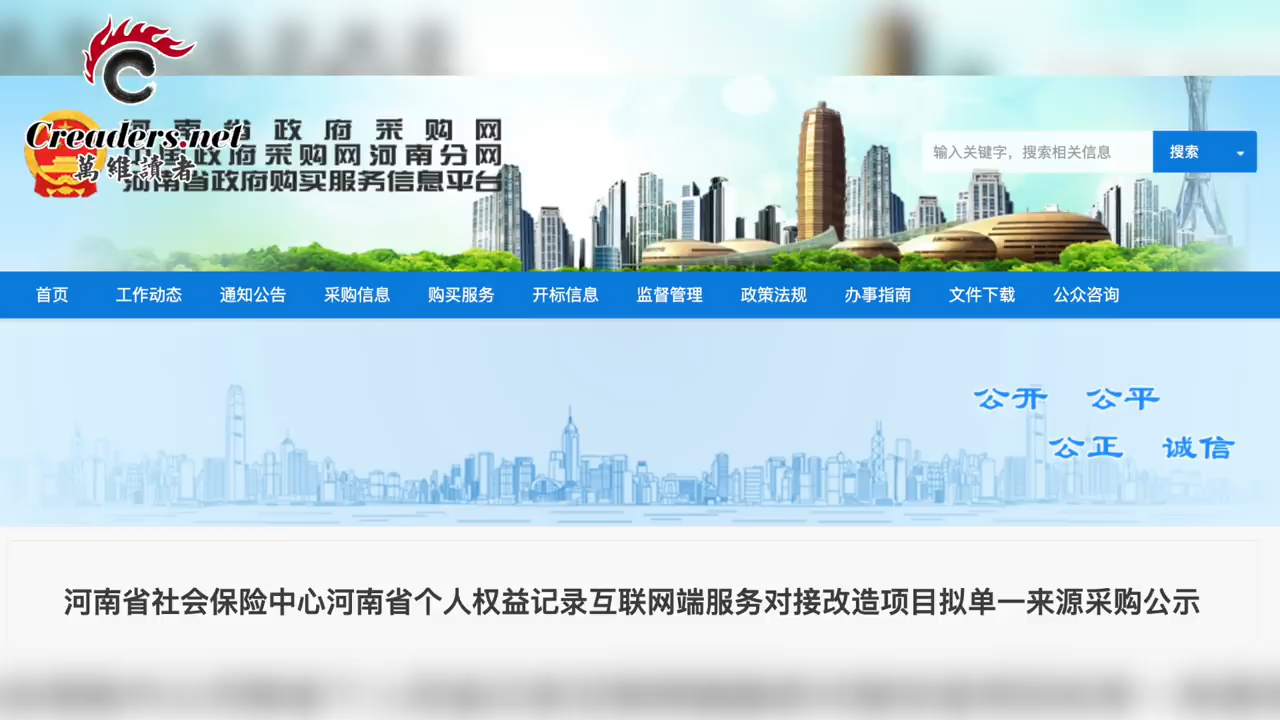 Creaders.net
萬維讀者
河南省政府采购网
政府采购网河南分网
河南省政府购买服务信息平台
输入关键字，搜索相关信息
搜索
首页 工作动态 通知公告 采购信息 购买服务 开标信息 监督管理 政策法规 办事指南 文件下载 公众咨询
公开 公平
公正 诚信
河南省社会保险中心河南省个人权益记录互联网端服务对接改造项目拟单一来源采购公示